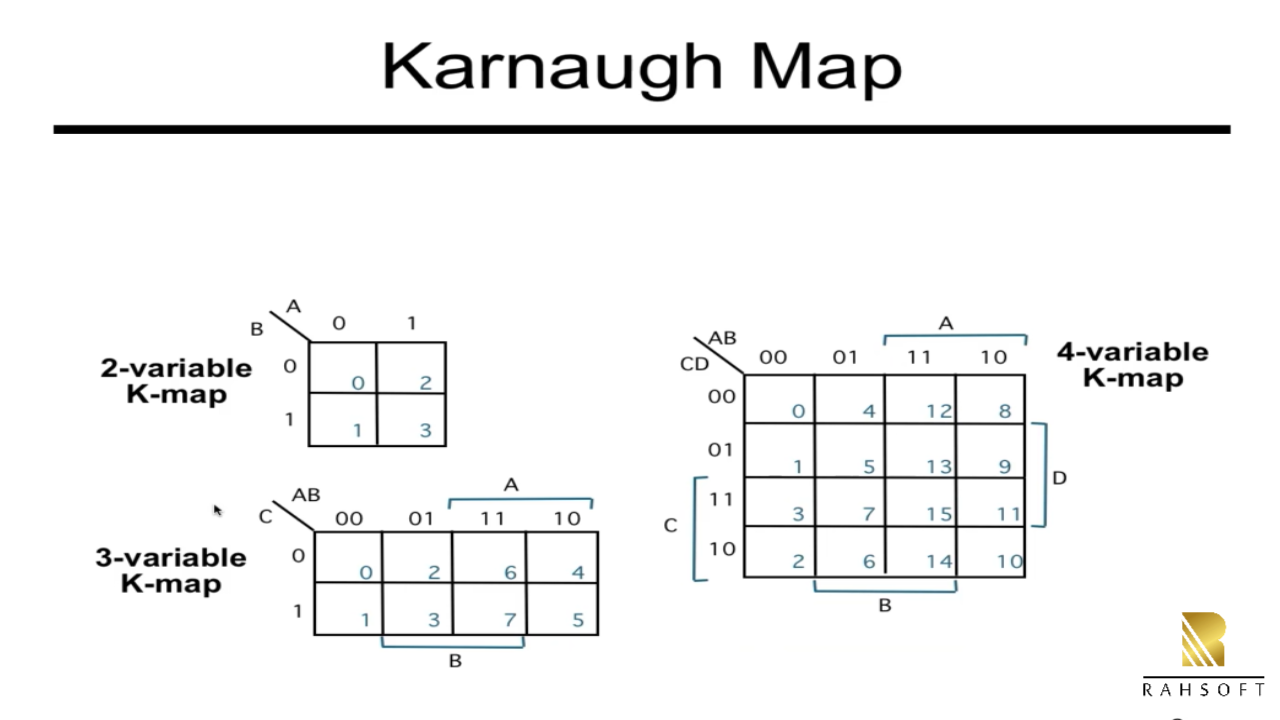 Karnaugh Map
A
B
0 1
2-variable
K-map
0
0 2
1
1 3
AB
C
A
00 01 11 10
3-variable
K-map
0
0 2 6 4
1
1 3 7 5
B
A
AB
CD
00 01 11 10
4-variable
K-map
00
0 4 12 8
01
1 5 13 9
D
C
11
3 7 15 11
10
2 6 14 10
B
RAHSOFT